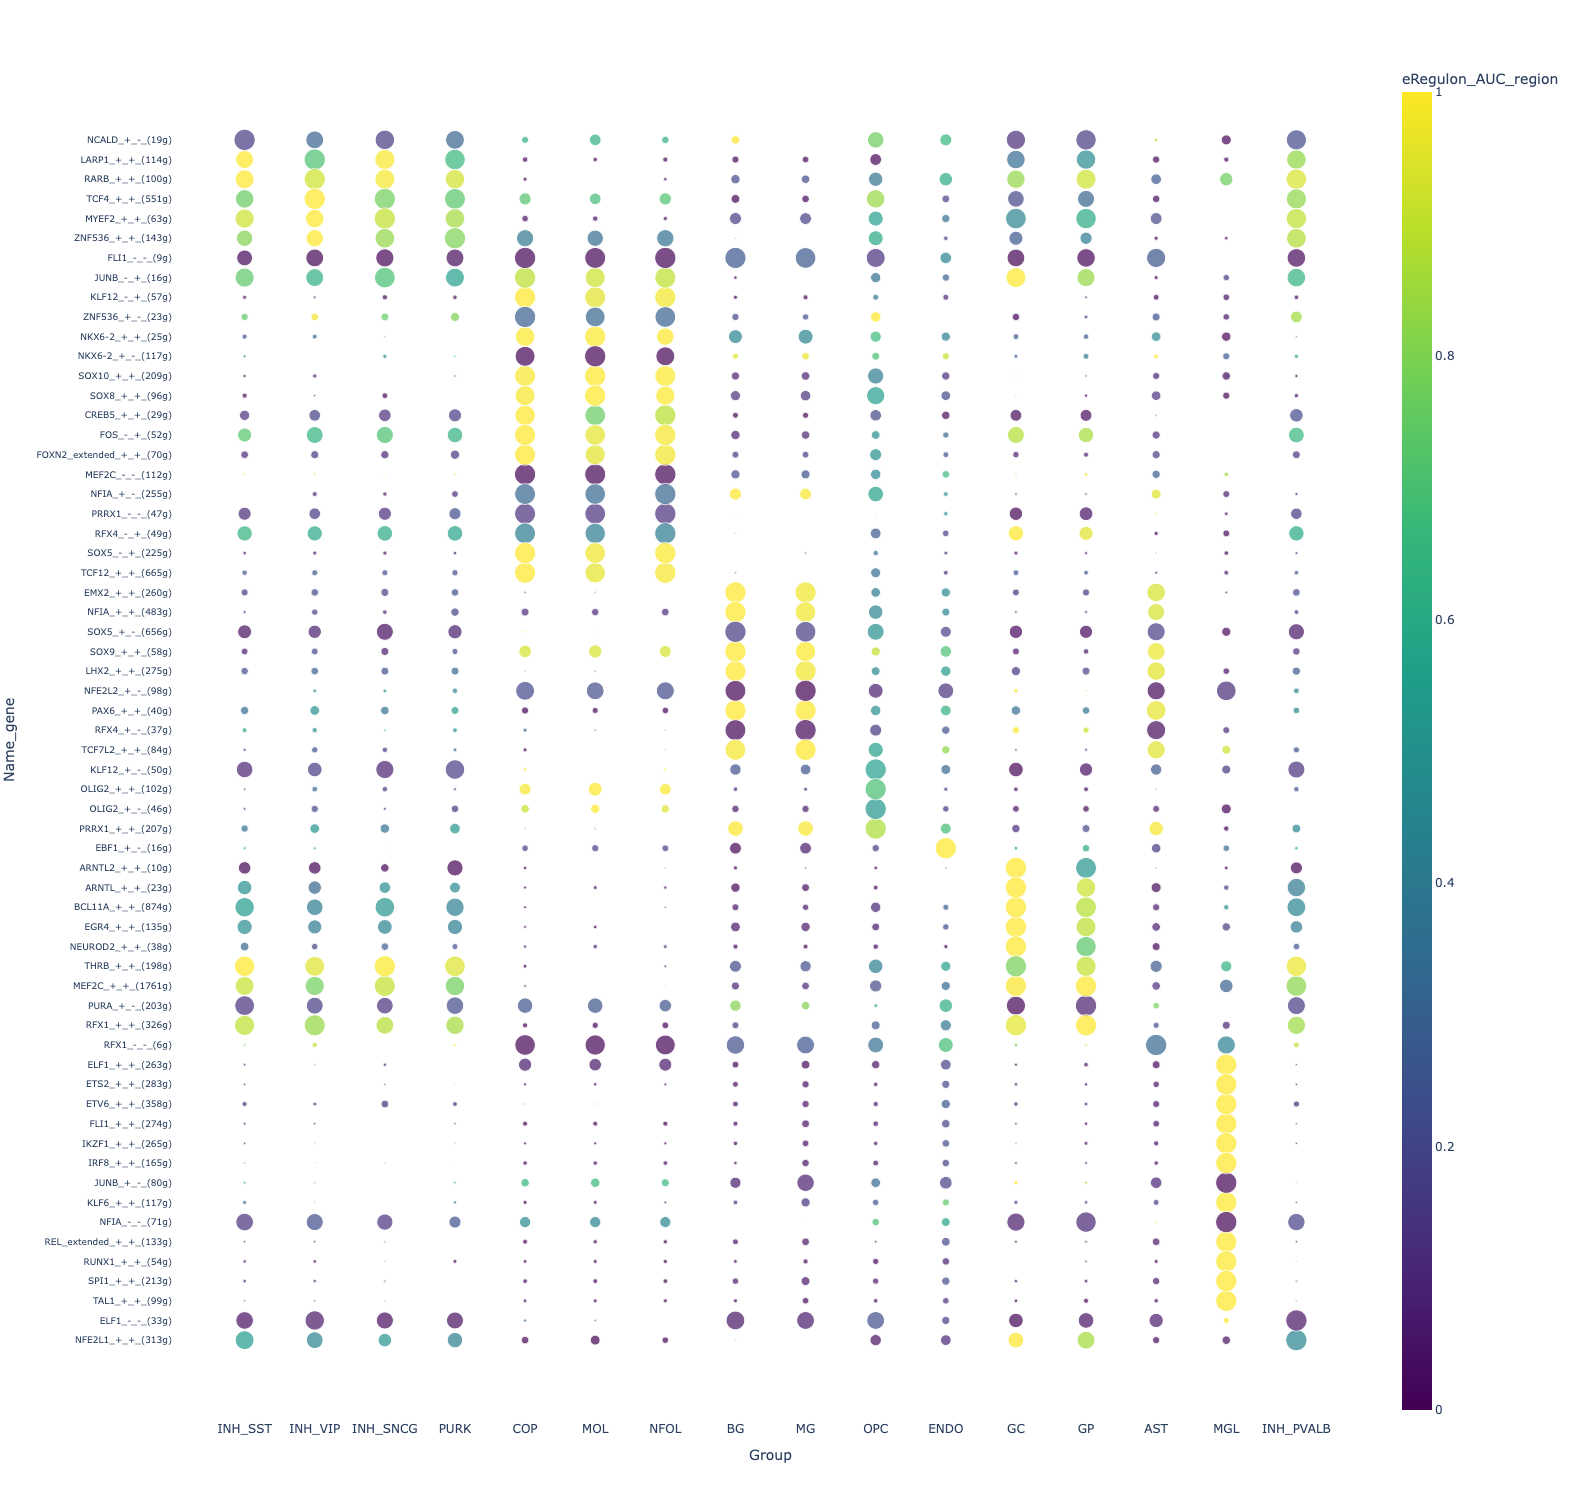 eRegulon_AUC_region
1
0.8
0.6
0.4
0.2
0
NCALD_+_-_(19g)
LARP1_+_+_(114g)
RARB_+_+_(100g)
TCF4_+_+_(551g)
MYEF2_+_+_(63g)
ZNF536_+_+_(143g)
FLI1_-_-_(9g)
JUNB_-_+_(16g)
KLF12_-_+_(57g)
ZNF536_+_-_(23g)
NKX6-2_+_+_(25g)
NKX6-2_+_-_(117g)
SOX10_+_+_(209g)
SOX8_+_+_(96g)
CREB5_+_+_(29g)
FOS_-_+_(52g)
FOXN2_extended_+_+_(70g)
MEF2C_-_-_(112g)
NFIA_+_-_(255g)
PRRX1_-_-_(47g)
RFX4_-_+_(49g)
SOX5_-_+_(225g)
TCF12_+_+_(665g)
EMX2_+_+_(260g)
NFIA_+_+_(483g)
SOX5_+_-_(656g)
SOX9_+_+_(58g)
LHX2_+_+_(275g)
NFE2L2_+_-_(98g)
PAX6_+_+_(40g)
RFX4_+_-_(37g)
TCF7L2_+_+_(84g)
KLF12_+_-_(50g)
OLIG2_+_+_(102g)
OLIG2_+_-_(46g)
PRRX1_+_+_(207g)
EBF1_+_-_(16g)
ARNTL2_+_+_(10g)
ARNTL_+_+_(23g)
BCL11A_+_+_(874g)
EGR4_+_+_(135g)
NEUROD2_+_+_(38g)
THRB_+_+_(198g)
MEF2C_+_+_(1761g)
PURA_+_-_(203g)
RFX1_+_+_(326g)
RFX1_-_-_(6g)
ELF1_+_+_(263g)
ETS2_+_+_(283g)
ETV6_+_+_(358g)
FLI1_+_+_(274g)
IKZF1_+_+_(265g)
IRF8_+_+_(165g)
JUNB_+_-_(80g)
KLF6_+_+_(117g)
NFIA_-_-_(71g)
REL_extended_+_+_(133g)
RUNX1_+_+_(54g)
SPI1_+_+_(213g)
TAL1_+_+_(99g)
ELF1_-_-_(33g)
NFE2L1_+_+_(313g)
Name_gene
INH_SST INH_VIP INH_SNCG PURK COP MOL NFOL BG MG OPC ENDO GC GP AST MGL INH_PVALB
Group